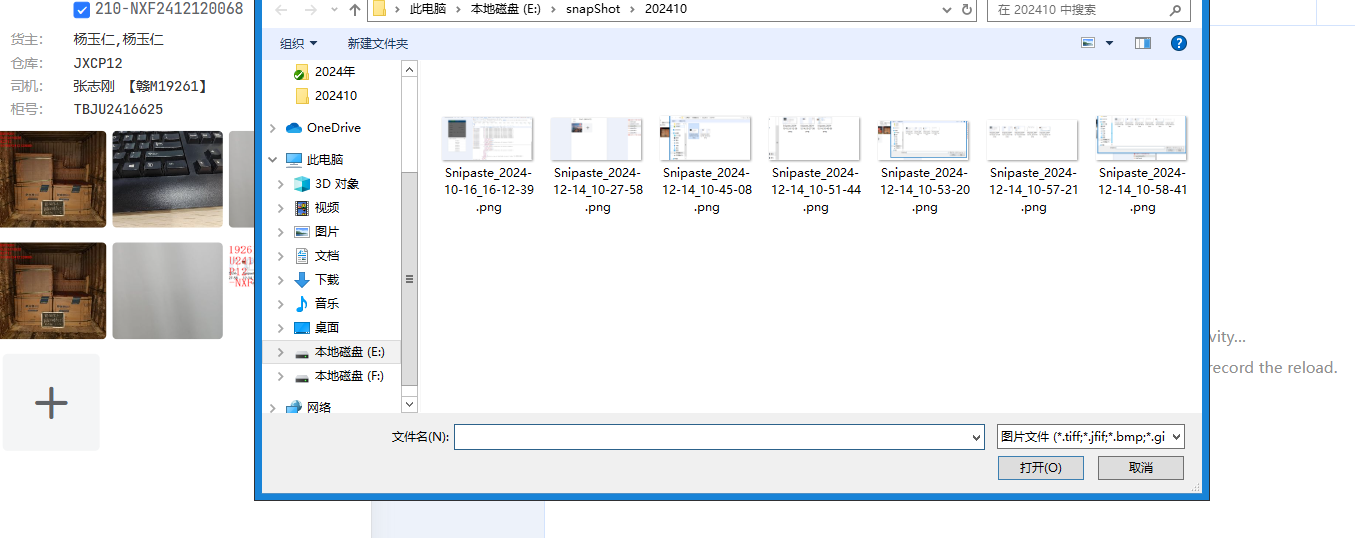 210-NXF2412120068
货主: 杨玉仁,杨玉仁
仓库: JXCP12
司机: 张志刚 【赣M19261】
柜号: TBJU2416625
此电脑 › 本地磁盘 (E:) › snapShot › 202410
在 202410 中搜索
组织
新建文件夹
2024年
202410
OneDrive
此电脑
3D 对象
视频
图片
文档
下载
音乐
桌面
本地磁盘 (E:)
本地磁盘 (F:)
网络
Snipaste_2024-
10-16_16-12-39
.png
Snipaste_2024-
12-14_10-27-58
.png
Snipaste_2024-
12-14_10-45-08
.png
Snipaste_2024-
12-14_10-51-44
.png
Snipaste_2024-
12-14_10-53-20
.png
Snipaste_2024-
12-14_10-57-21
.png
Snipaste_2024-
12-14_10-58-41
.png
文件名(N):
图片文件 (*.tiff;*.jfif;*.bmp;*.gi
打开(O)
取消
1926
U241
P12
-NXF
vity...
record the reload.